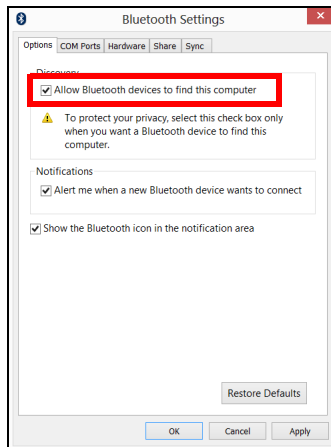 Bluetooth Settings
Options COM Ports Hardware Share Sync
Discovery
Allow Bluetooth devices to find this computer
To protect your privacy, select this check box only
when you want a Bluetooth device to find this
computer.
Notifications
Alert me when a new Bluetooth device wants to connect
Show the Bluetooth icon in the notification area
Restore Defaults
OK Cancel Apply